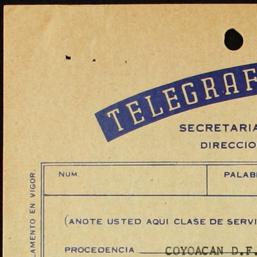 TELEGRAF
SECRETARIA
DIRECCIO
NUM.
PALAB
(ANOTE USTED AQUI CLASE DE SERVI
PROCEDENCIA COYOACAN D.F.
AMENTO EN VIGOR.